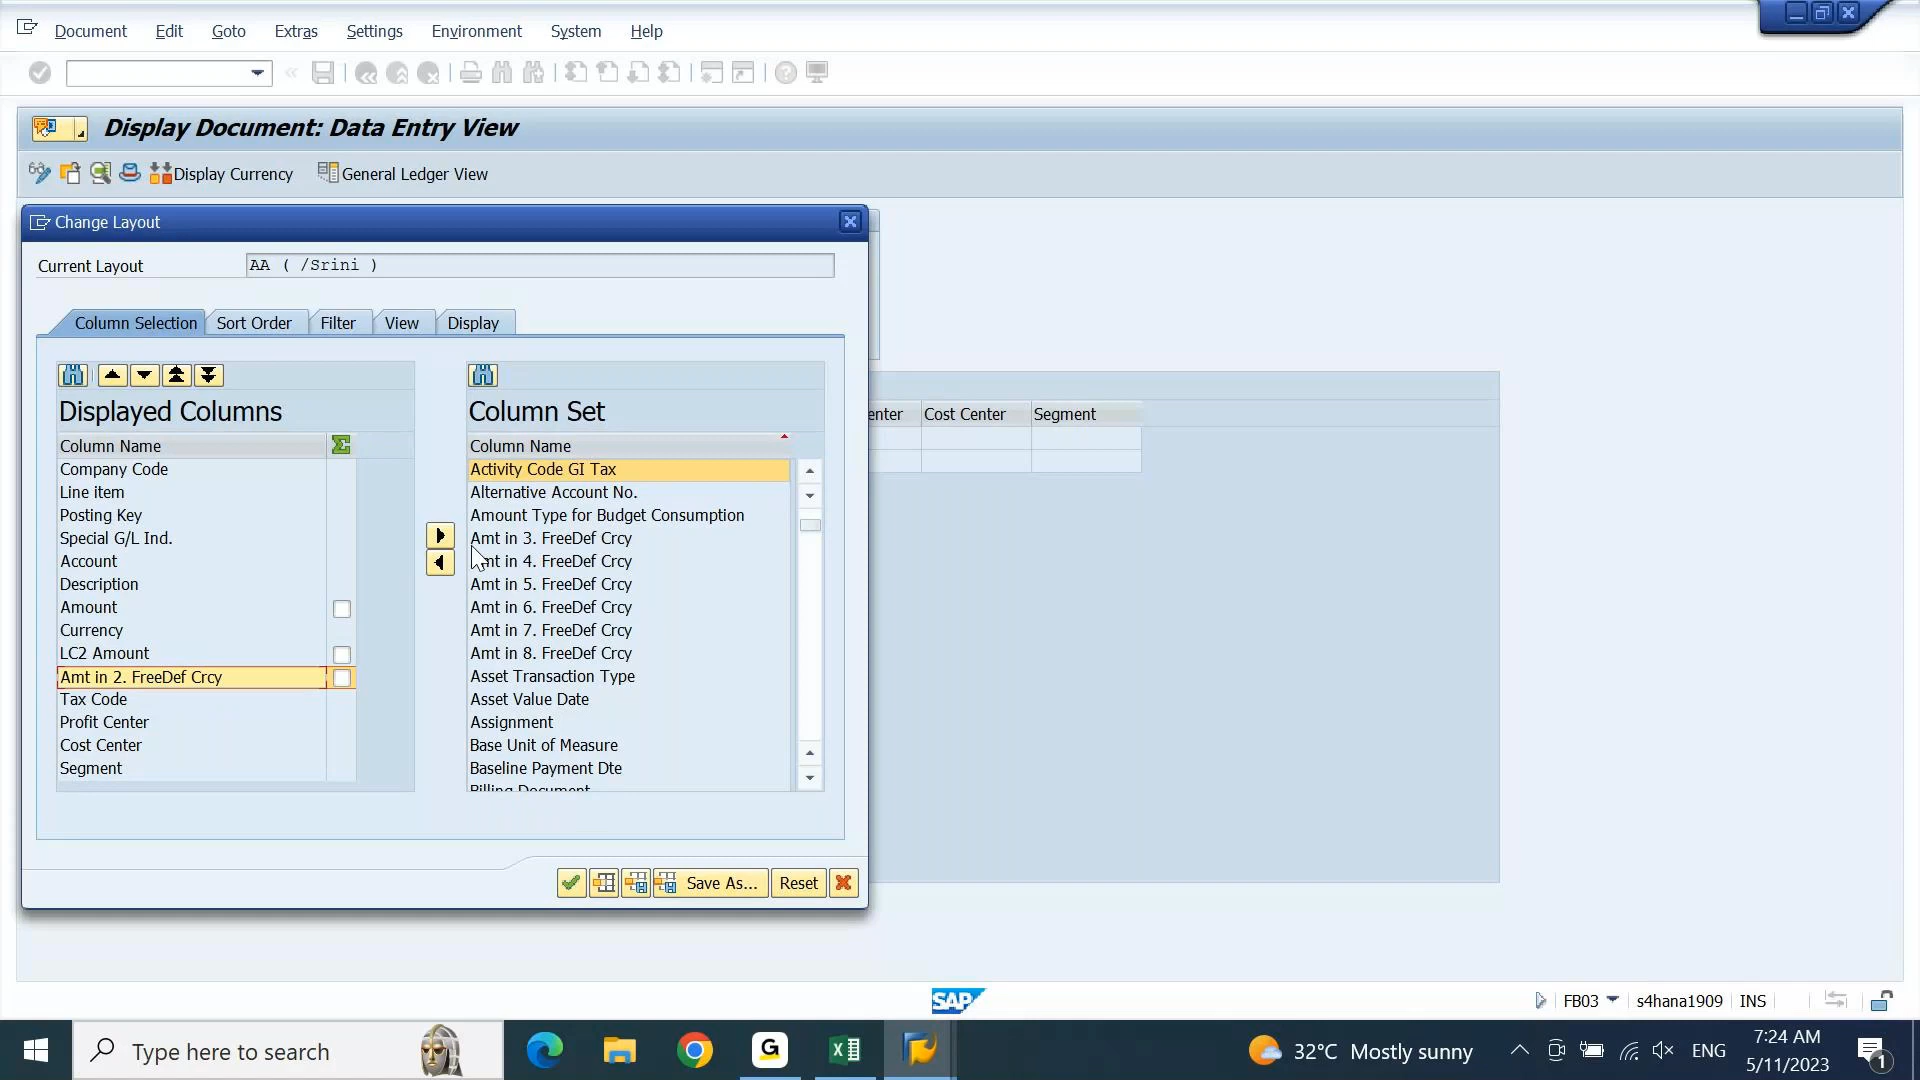 Document Edit Goto Extras Settings Environment System Help
Display Document: Data Entry View
Display Currency General Ledger View
Change Layout
Current Layout AA ( /Srini )
Column Selection Sort Order Filter View Display
Displayed Columns
Column Name
Company Code
Line item
Posting Key
Special G/L Ind.
Account
Description
Amount
Currency
LC2 Amount
Amt in 2. FreeDef Crcy
Tax Code
Profit Center
Cost Center
Segment
Column Set
Column Name
Activity Code GI Tax
Alternative Account No.
Amount Type for Budget Consumption
Amt in 3. FreeDef Crcy
Amt in 4. FreeDef Crcy
Amt in 5. FreeDef Crcy
Amt in 6. FreeDef Crcy
Amt in 7. FreeDef Crcy
Amt in 8. FreeDef Crcy
Asset Transaction Type
Asset Value Date
Assignment
Base Unit of Measure
Baseline Payment Dte
Billing Document
enter Cost Center Segment
Save As... Reset
SAP
FB03 s4hana1909 INS
Type here to search
G
32°C Mostly sunny
ENG
7:24 AM
5/11/2023
1